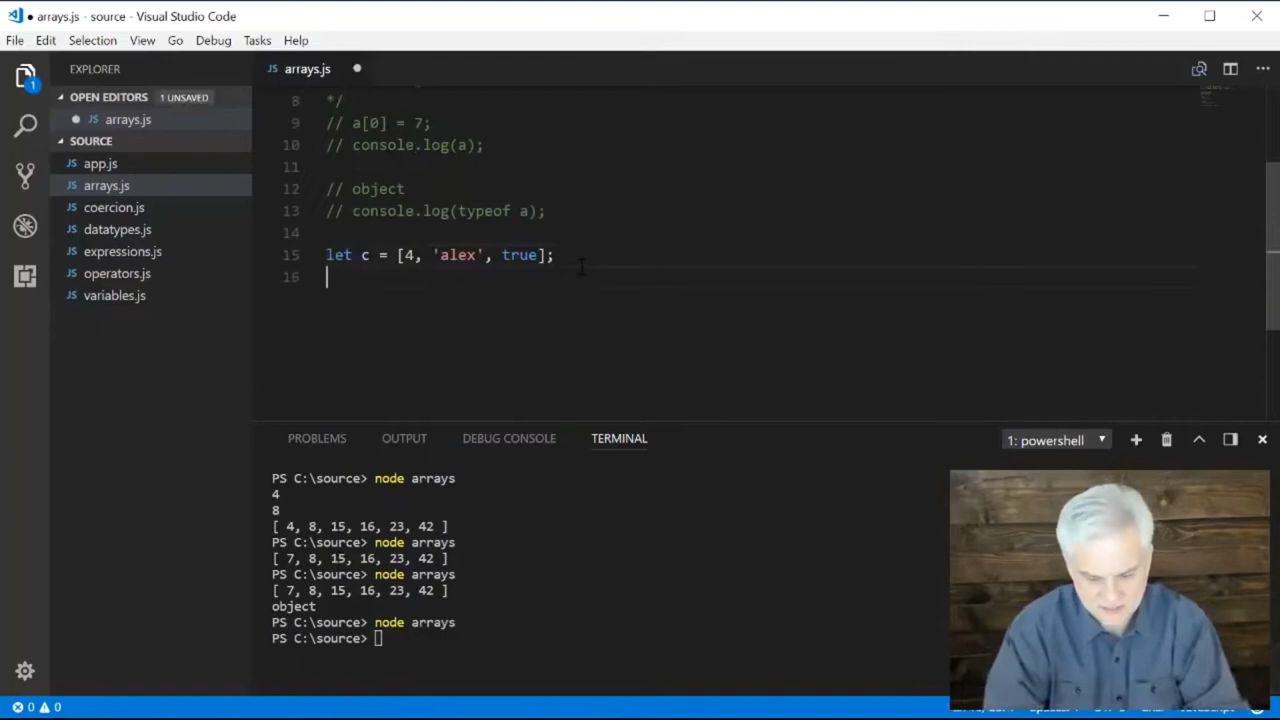 arrays.js - source - Visual Studio Code
File Edit Selection View Go Debug Tasks Help
EXPLORER
OPEN EDITORS 1 UNSAVED
JS arrays.js
SOURCE
JS app.js
JS arrays.js
JS coercion.js
JS datatypes.js
JS expressions.js
JS operators.js
JS variables.js
1
JS arrays.js
8 */
9 // a[0] = 7;
10 // console.log(a);
11
12 // object
13 // console.log(typeof a);
14
15 let c = [4, 'alex', true];
16
PROBLEMS OUTPUT DEBUG CONSOLE TERMINAL 1: powershell
PS C:\source> node arrays
4
8
[ 4, 8, 15, 16, 23, 42 ]
PS C:\source> node arrays
[ 7, 8, 15, 16, 23, 42 ]
PS C:\source> node arrays
[ 7, 8, 15, 16, 23, 42 ]
object
PS C:\source> node arrays
PS C:\source>
0 0